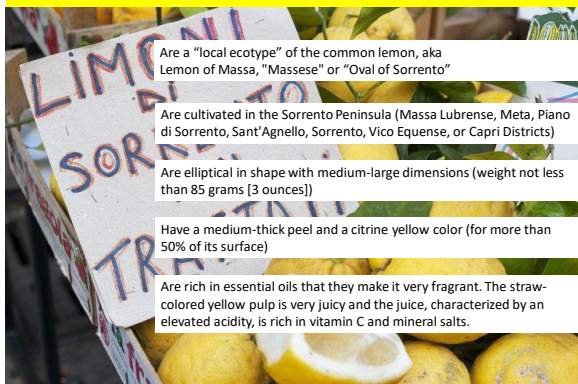 LIMONI
DI
SORRENTO
TRATTATI
Are a “local ecotype” of the common lemon, aka
Lemon of Massa, "Massese" or “Oval of Sorrento”
Are cultivated in the Sorrento Peninsula (Massa Lubrense, Meta, Piano
di Sorrento, Sant'Agnello, Sorrento, Vico Equense, or Capri Districts)
Are elliptical in shape with medium-large dimensions (weight not less
than 85 grams [3 ounces])
Have a medium-thick peel and a citrine yellow color (for more than
50% of its surface)
Are rich in essential oils that they make it very fragrant. The straw-
colored yellow pulp is very juicy and the juice, characterized by an
elevated acidity, is rich in vitamin C and mineral salts.